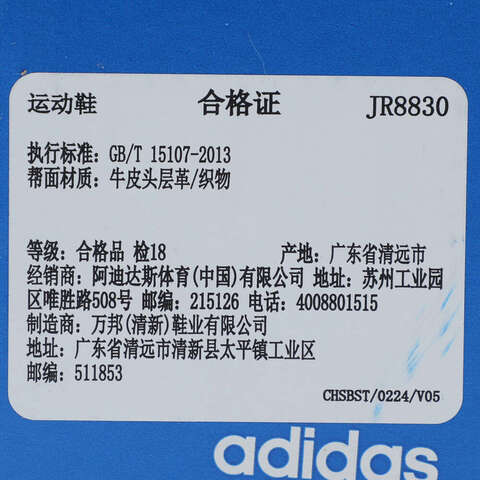 运动鞋 合格证 JR8830
执行标准: GB/T 15107-2013
帮面材质: 牛皮头层革/织物
等级: 合格品 检18 产地: 广东省清远市
经销商: 阿迪达斯体育(中国)有限公司 地址: 苏州工业园
区唯胜路508号 邮编: 215126 电话: 4008801515
制造商: 万邦(清新)鞋业有限公司
地址: 广东省清远市清新县太平镇工业区
邮编: 511853
CHSBST/0224/V05
adidas